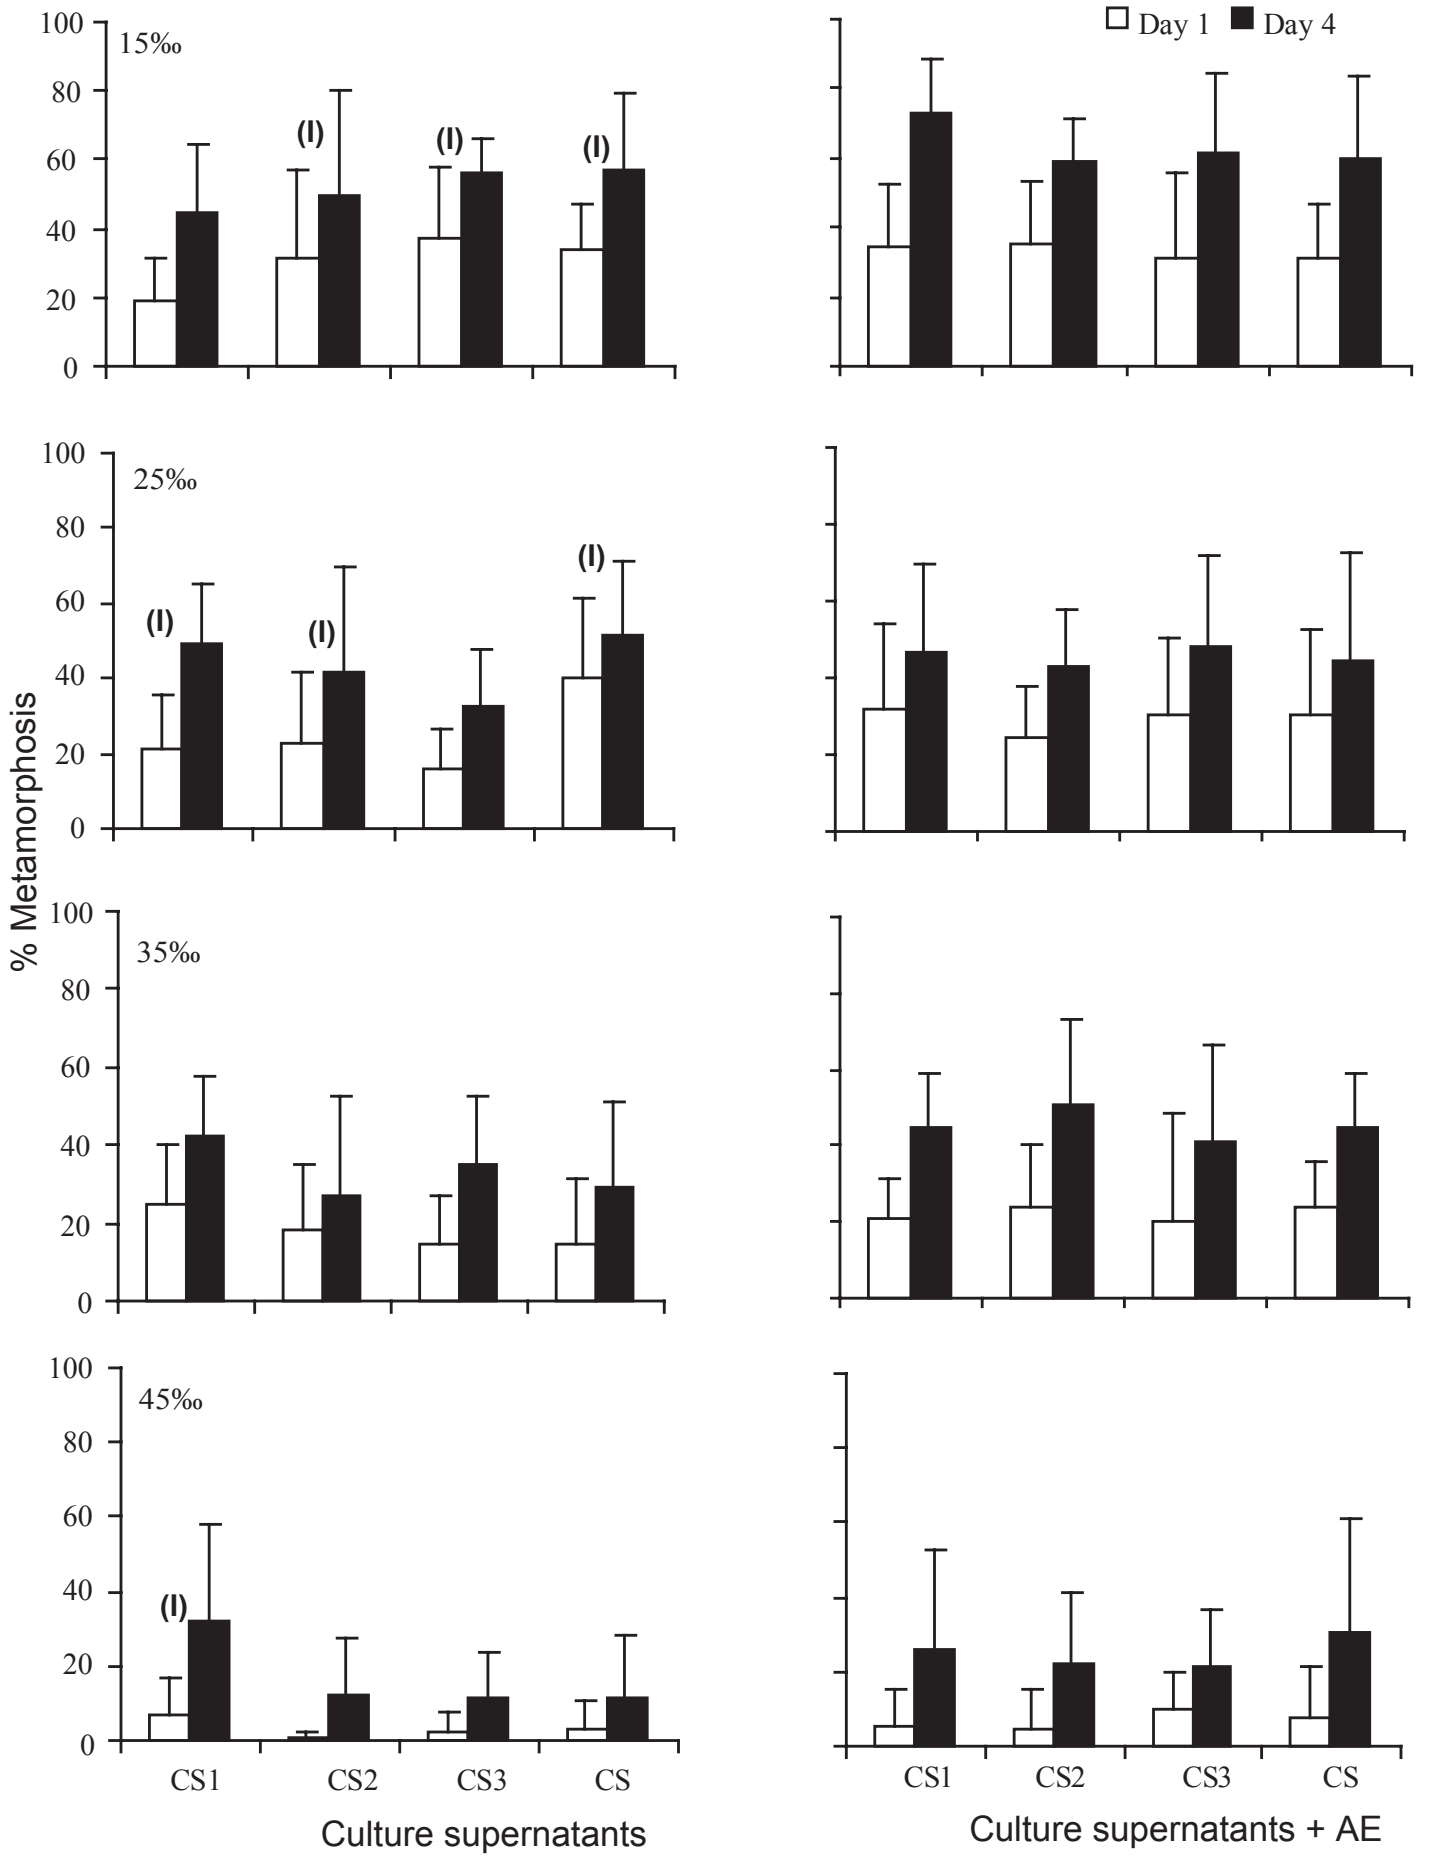 Day 1 Day 4
100
15‰
80
(I) (I) (I)
60
40
20
0
100
25‰
80
(I)
60
(I) (I)
40
20
0
% Metamorphosis
100
35‰
80
60
40
20
0
100
45‰
80
60
40
(I)
20
0
CS1 CS2 CS3 CS
CS1 CS2 CS3 CS
Culture supernatants
Culture supernatants + AE